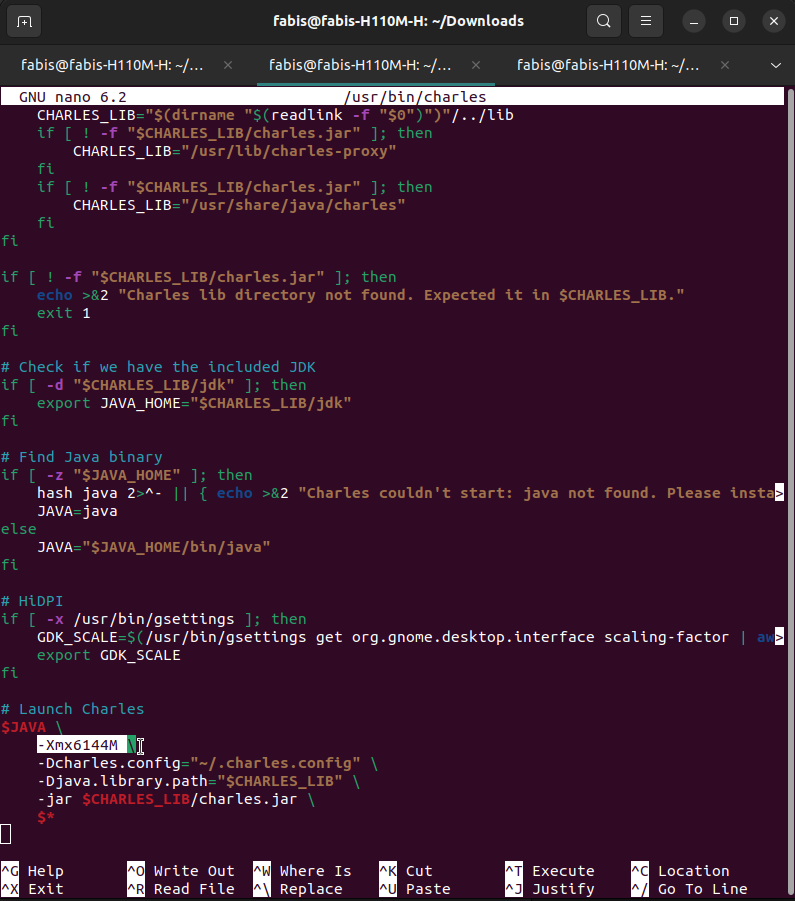 fabis@fabis-H110M-H: ~/Downloads
fabis@fabis-H110M-H: ~/... × fabis@fabis-H110M-H: ~/... × fabis@fabis-H110M-H: ~/... ×
GNU nano 6.2 /usr/bin/charles
    CHARLES_LIB="$(dirname "$(readlink -f "$0")")"/../lib
    if [ ! -f "$CHARLES_LIB/charles.jar" ]; then
        CHARLES_LIB="/usr/lib/charles-proxy"
    fi
    if [ ! -f "$CHARLES_LIB/charles.jar" ]; then
        CHARLES_LIB="/usr/share/java/charles"
    fi
fi
if [ ! -f "$CHARLES_LIB/charles.jar" ]; then
    echo >&2 "Charles lib directory not found. Expected it in $CHARLES_LIB."
    exit 1
fi
# Check if we have the included JDK
if [ -d "$CHARLES_LIB/jdk" ]; then
    export JAVA_HOME="$CHARLES_LIB/jdk"
fi
# Find Java binary
if [ -z "$JAVA_HOME" ]; then
    hash java 2>^- || { echo >&2 "Charles couldn't start: java not found. Please insta>
    JAVA=java
else
    JAVA="$JAVA_HOME/bin/java"
fi
# HiDPI
if [ -x /usr/bin/gsettings ]; then
    GDK_SCALE=$(/usr/bin/gsettings get org.gnome.desktop.interface scaling-factor | aw>
    export GDK_SCALE
fi
# Launch Charles
$JAVA \
    -Xmx6144M \
    -Dcharles.config="~/.charles.config" \
    -Djava.library.path="$CHARLES_LIB" \
    -jar $CHARLES_LIB/charles.jar \
    $*
^G Help ^O Write Out ^W Where Is ^K Cut ^T Execute ^C Location
^X Exit ^R Read File ^\ Replace ^U Paste ^J Justify ^/ Go To Line